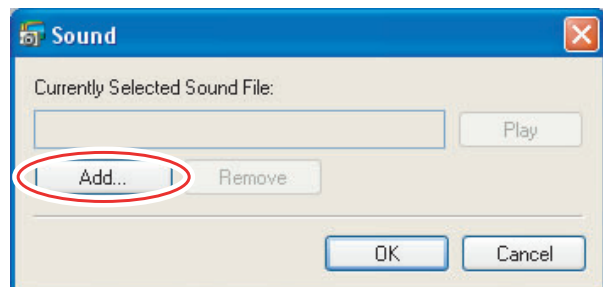 Sound
Currently Selected Sound File:
Play
Add... Remove
OK Cancel